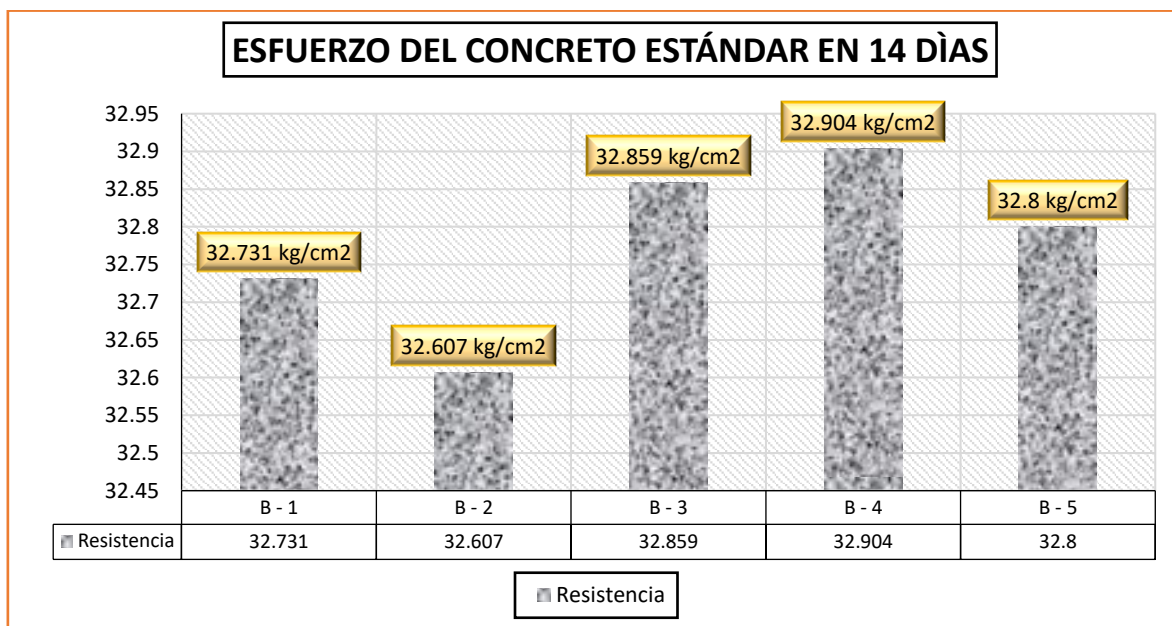 ESFUERZO DEL CONCRETO ESTÁNDAR EN 14 DÌAS
32.95
32.9
32.85
32.8
32.75
32.7
32.65
32.6
32.55
32.5
32.45
32.731 kg/cm2
32.607 kg/cm2
32.859 kg/cm2
32.904 kg/cm2
32.8 kg/cm2
B - 1 B - 2 B - 3 B - 4 B - 5
Resistencia 32.731 32.607 32.859 32.904 32.8
Resistencia